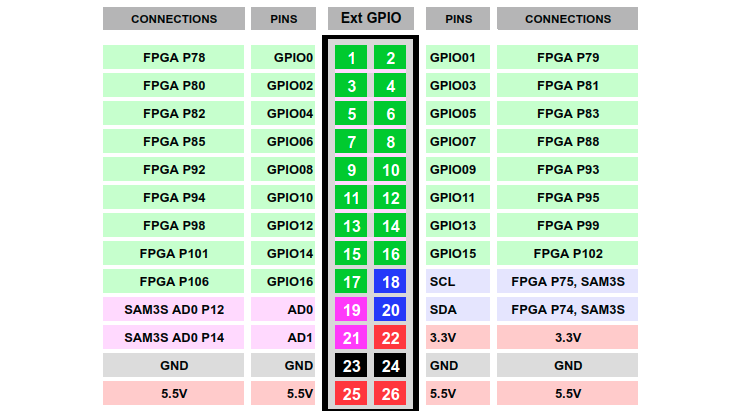 CONNECTIONS PINS Ext GPIO PINS CONNECTIONS
FPGA P78 GPIO0 1 2 GPIO01 FPGA P79
FPGA P80 GPIO02 3 4 GPIO03 FPGA P81
FPGA P82 GPIO04 5 6 GPIO05 FPGA P83
FPGA P85 GPIO06 7 8 GPIO07 FPGA P88
FPGA P92 GPIO08 9 10 GPIO09 FPGA P93
FPGA P94 GPIO10 11 12 GPIO11 FPGA P95
FPGA P98 GPIO12 13 14 GPIO13 FPGA P99
FPGA P101 GPIO14 15 16 GPIO15 FPGA P102
FPGA P106 GPIO16 17 18 SCL FPGA P75, SAM3S
SAM3S AD0 P12 AD0 19 20 SDA FPGA P74, SAM3S
SAM3S AD0 P14 AD1 21 22 3.3V 3.3V
GND GND 23 24 GND GND
5.5V 5.5V 25 26 5.5V 5.5V